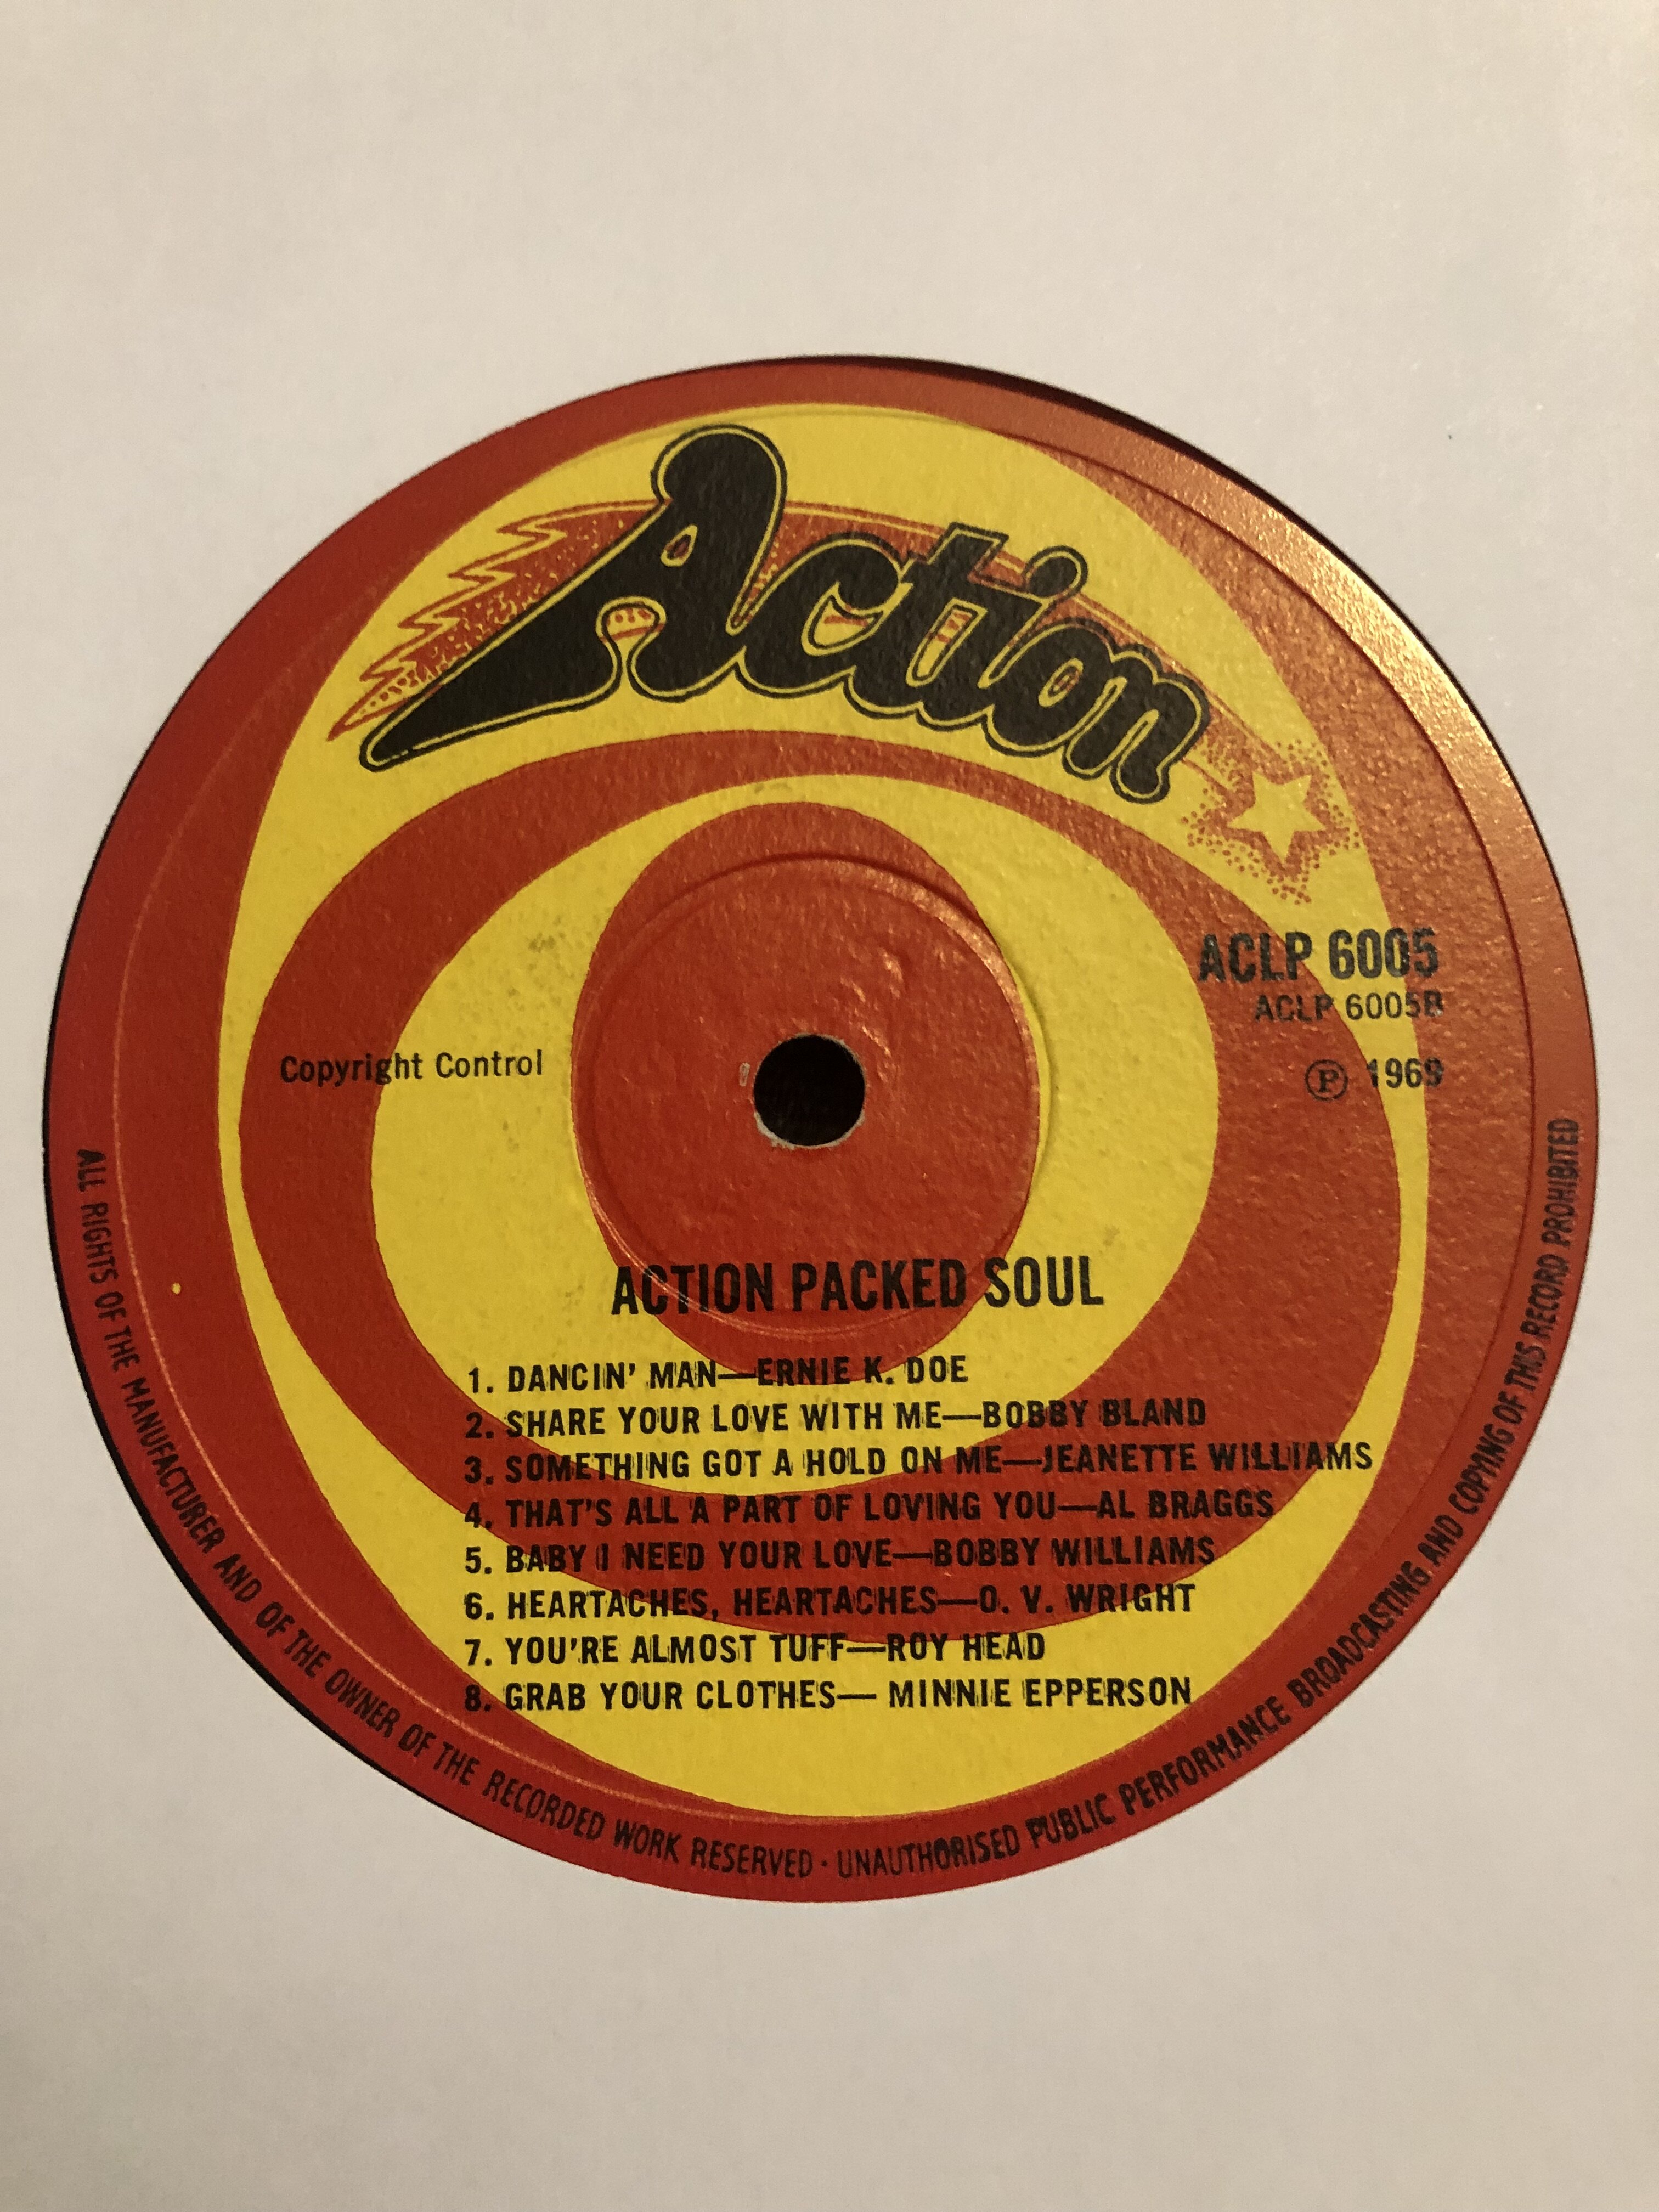 Action
ACLP 6005
ACLP 6005B
Copyright Control
Ⓟ 1969
ACTION PACKED SOUL
1. DANCIN' MAN—ERNIE K. DOE
2. SHARE YOUR LOVE WITH ME—BOBBY BLAND
3. SOMETHING GOT A HOLD ON ME—JEANETTE WILLIAMS
4. THAT'S ALL A PART OF LOVING YOU—AL BRAGGS
5. BABY I NEED YOUR LOVE—BOBBY WILLIAMS
6. HEARTACHES, HEARTACHES—O. V. WRIGHT
7. YOU'RE ALMOST TUFF—ROY HEAD
8. GRAB YOUR CLOTHES— MINNIE EPPERSON
ALL RIGHTS OF THE MANUFACTURER AND OF THE OWNER OF THE RECORDED WORK RESERVED · UNAUTHORISED PUBLIC PERFORMANCE BROADCASTING AND COPYING OF THIS RECORD PROHIBITED